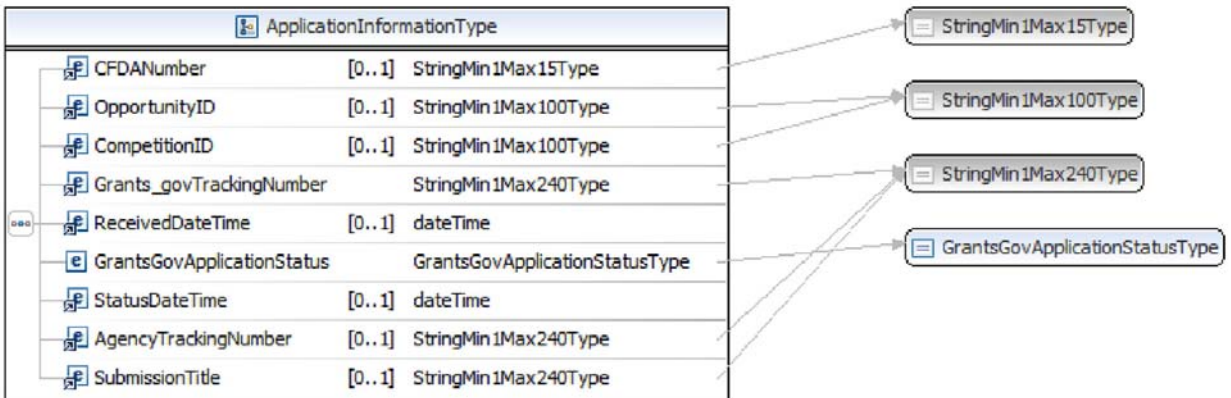 ApplicationInformationType
CFDANumber [0..1] StringMin1Max15Type
OpportunityID [0..1] StringMin1Max100Type
CompetitionID [0..1] StringMin1Max100Type
Grants_govTrackingNumber StringMin1Max240Type
ReceivedDateTime [0..1] dateTime
GrantsGovApplicationStatus GrantsGovApplicationStatusType
StatusDateTime [0..1] dateTime
AgencyTrackingNumber [0..1] StringMin1Max240Type
SubmissionTitle [0..1] StringMin1Max240Type
StringMin1Max15Type
StringMin1Max100Type
StringMin1Max240Type
GrantsGovApplicationStatusType